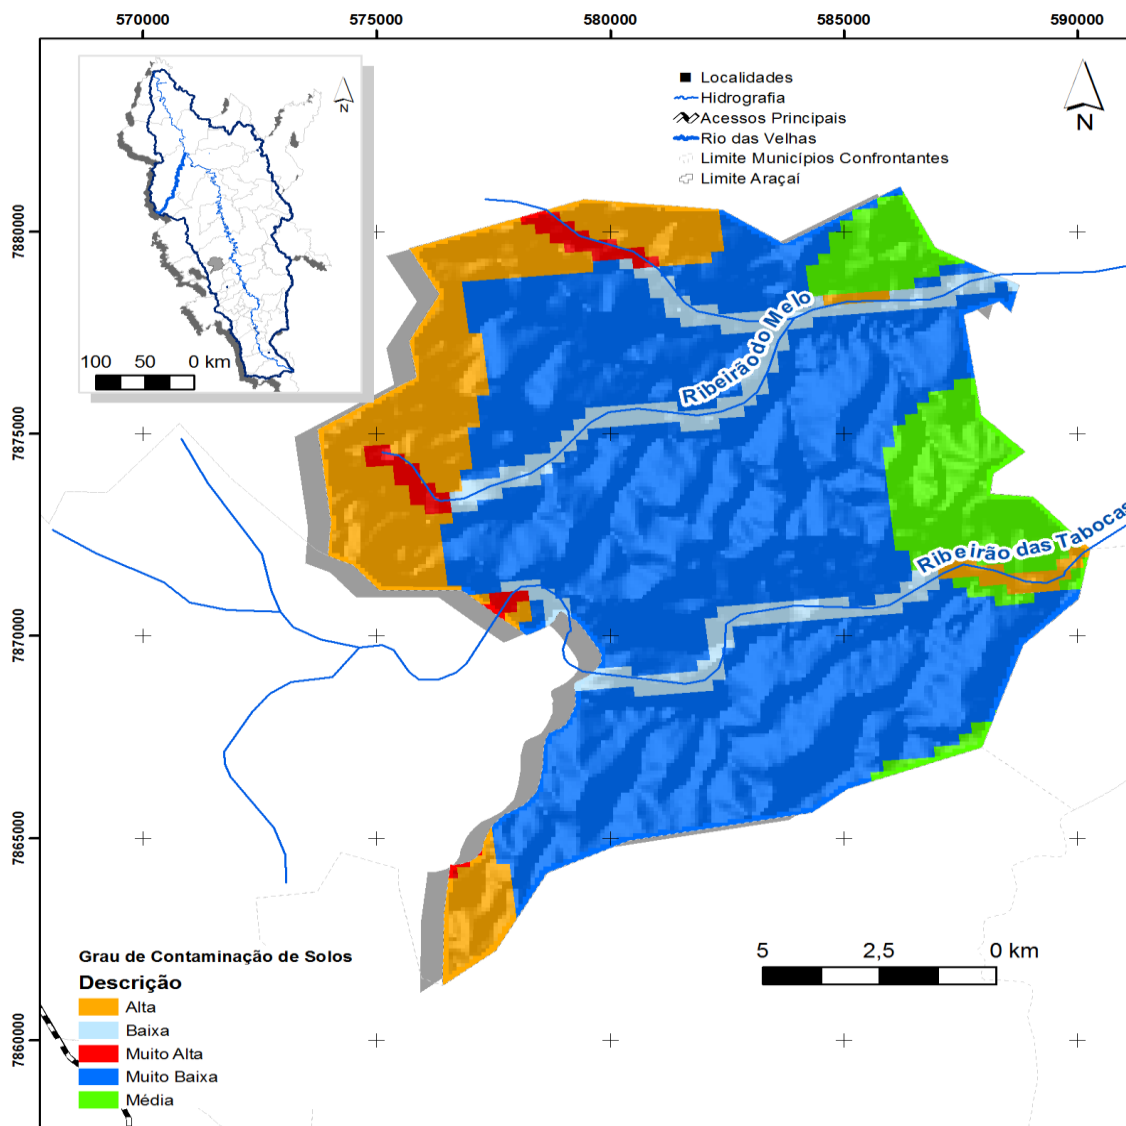 570000 575000 580000 585000 590000
N
100 50 0 km
Localidades
Hidrografia
Acessos Principais
Rio das Velhas
Limite Municípios Confrontantes
Limite Araçaí
N
7880000
7875000
7870000
7865000
7860000
Ribeirão do Melo
Ribeirão das Tabocas
5 2,5 0 km
Grau de Contaminação de Solos
Descrição
Alta
Baixa
Muito Alta
Muito Baixa
Média